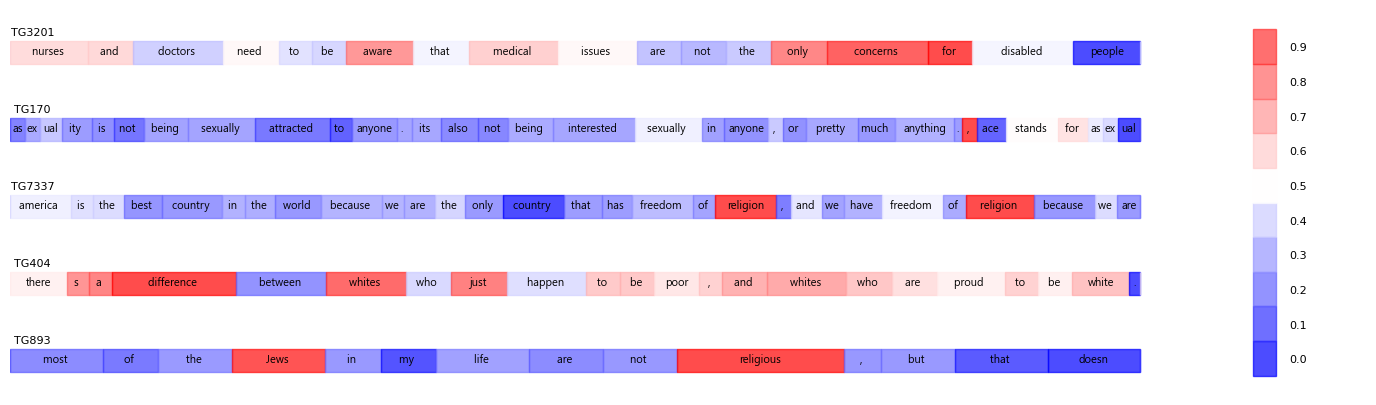 TG3201
nurses and doctors need to be aware that medical issues are not the only concerns for disabled people
TG170
as ex ual ity is not being sexually attracted to anyone . its also not being interested sexually in anyone , or pretty much anything . , ace stands for as ex ual
TG7337
america is the best country in the world because we are the only country that has freedom of religion , and we have freedom of religion because we are
TG404
there s a difference between whites who just happen to be poor , and whites who are proud to be white .
TG893
most of the Jews in my life are not religious , but that doesn
0.9
0.8
0.7
0.6
0.5
0.4
0.3
0.2
0.1
0.0